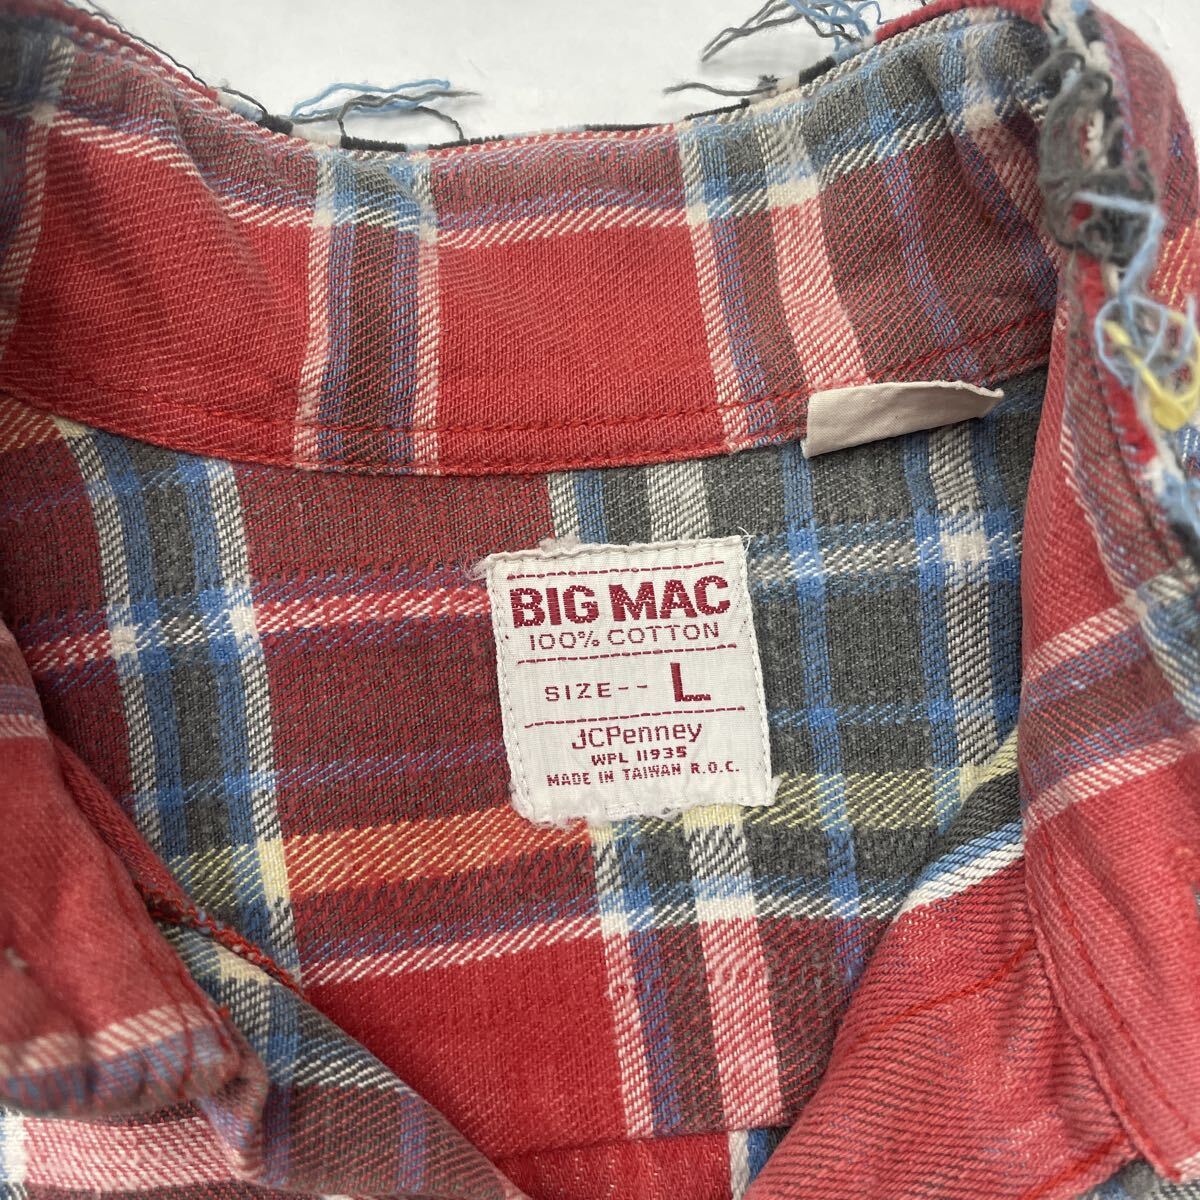 BIG MAC
100% COTTON
SIZE-- L
JCPenney
WPL 11935
MADE IN TAIWAN R.O.C.